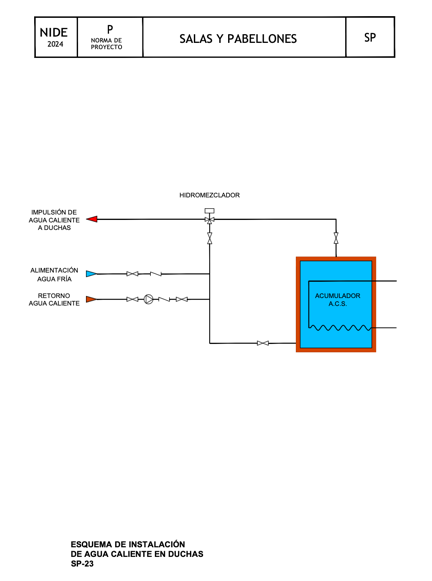 NIDE
2024
P
NORMA DE
PROYECTO
SALAS Y PABELLONES
SP
HIDROMEZCLADOR
IMPULSIÓN DE
AGUA CALIENTE
A DUCHAS
ALIMENTACIÓN
AGUA FRÍA
RETORNO
AGUA CALIENTE
ACUMULADOR
A.C.S.
ESQUEMA DE INSTALACIÓN
DE AGUA CALIENTE EN DUCHAS
SP-23